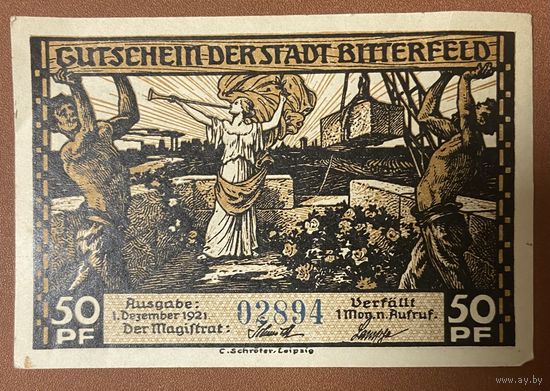 GUTSCHEIN·DER·STADT BITTERFELD
50 PF
Ausgabe:
1. Dezember 1921
Der Magistrat:
02894
Verfällt
1 Mon. n. Aufruf.
50 PF
C. Schröter, Leipzig
www.ay.by